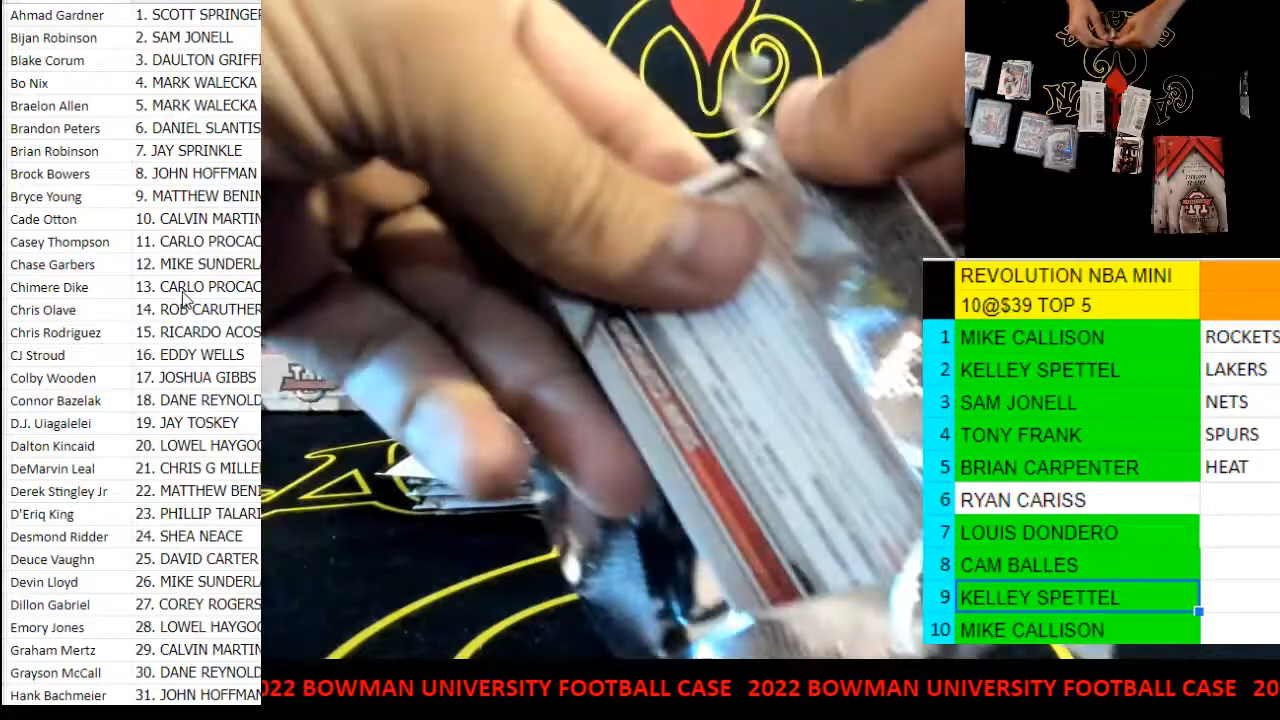 Ahmad Gardner 1. SCOTT SPRINGER
Bijan Robinson 2. SAM JONELL
Blake Corum 3. DAULTON GRIFFI
Bo Nix 4. MARK WALECKA
Braelon Allen 5. MARK WALECKA
Brandon Peters 6. DANIEL SLANTIS
Brian Robinson 7. JAY SPRINKLE
Brock Bowers 8. JOHN HOFFMAN
Bryce Young 9. MATTHEW BENIN
Cade Otton 10. CALVIN MARTIN
Casey Thompson 11. CARLO PROCAC
Chase Garbers 12. MIKE SUNDERL
Chimere Dike 13. CARLO PROCAC
Chris Olave 14. ROB CARUTHER
Chris Rodriguez 15. RICARDO ACOS
CJ Stroud 16. EDDY WELLS
Colby Wooden 17. JOSHUA GIBBS
Connor Bazelak 18. DANE REYNOLD
D.J. Uiagalelei 19. JAY TOSKEY
Dalton Kincaid 20. LOWEL HAYGOO
DeMarvin Leal 21. CHRIS G MILLE
Derek Stingley Jr 22. MATTHEW BENI
D'Eriq King 23. PHILLIP TALARI
Desmond Ridder 24. SHEA NEACE
Deuce Vaughn 25. DAVID CARTER
Devin Lloyd 26. MIKE SUNDERL
Dillon Gabriel 27. COREY ROGERS
Emory Jones 28. LOWEL HAYGOO
Graham Mertz 29. CALVIN MARTIN
Grayson McCall 30. DANE REYNOLD
Hank Bachmeier 31. JOHN HOFFMAN
REVOLUTION NBA MINI
10@$39 TOP 5
1 MIKE CALLISON ROCKETS
2 KELLEY SPETTEL LAKERS
3 SAM JONELL NETS
4 TONY FRANK SPURS
5 BRIAN CARPENTER HEAT
6 RYAN CARISS
7 LOUIS DONDERO
8 CAM BALLES
9 KELLEY SPETTEL
10 MIKE CALLISON
022 BOWMAN UNIVERSITY FOOTBALL CASE 2022 BOWMAN UNIVERSITY FOOTBALL CASE 20